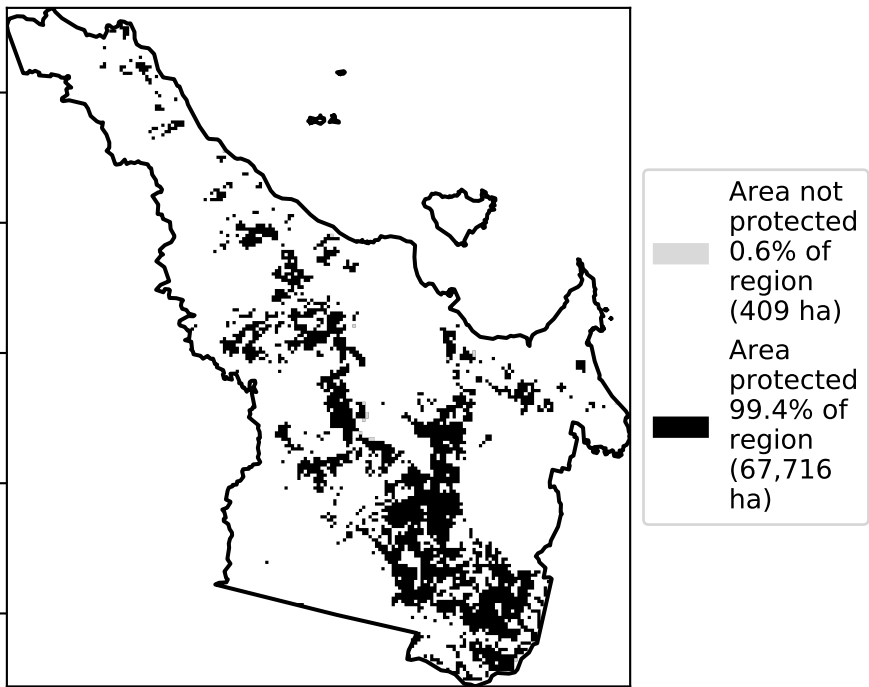 Area not
protected
0.6% of
region
(409 ha)
Area
protected
99.4% of
region
(67,716
ha)